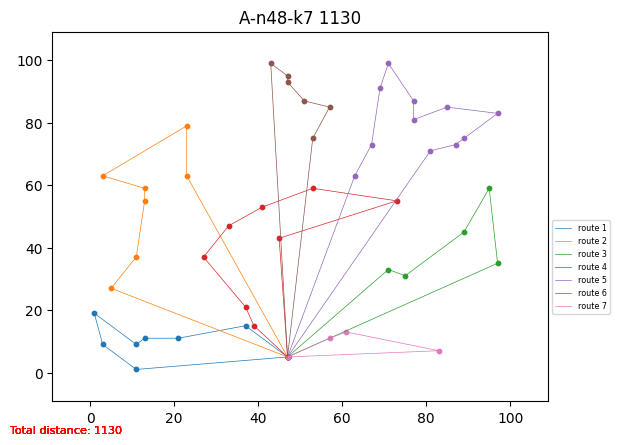 A-n48-k7 1130
100
80
60
40
20
0
0 20 40 60 80 100
route 1
route 2
route 3
route 4
route 5
route 6
route 7
Total distance: 1130